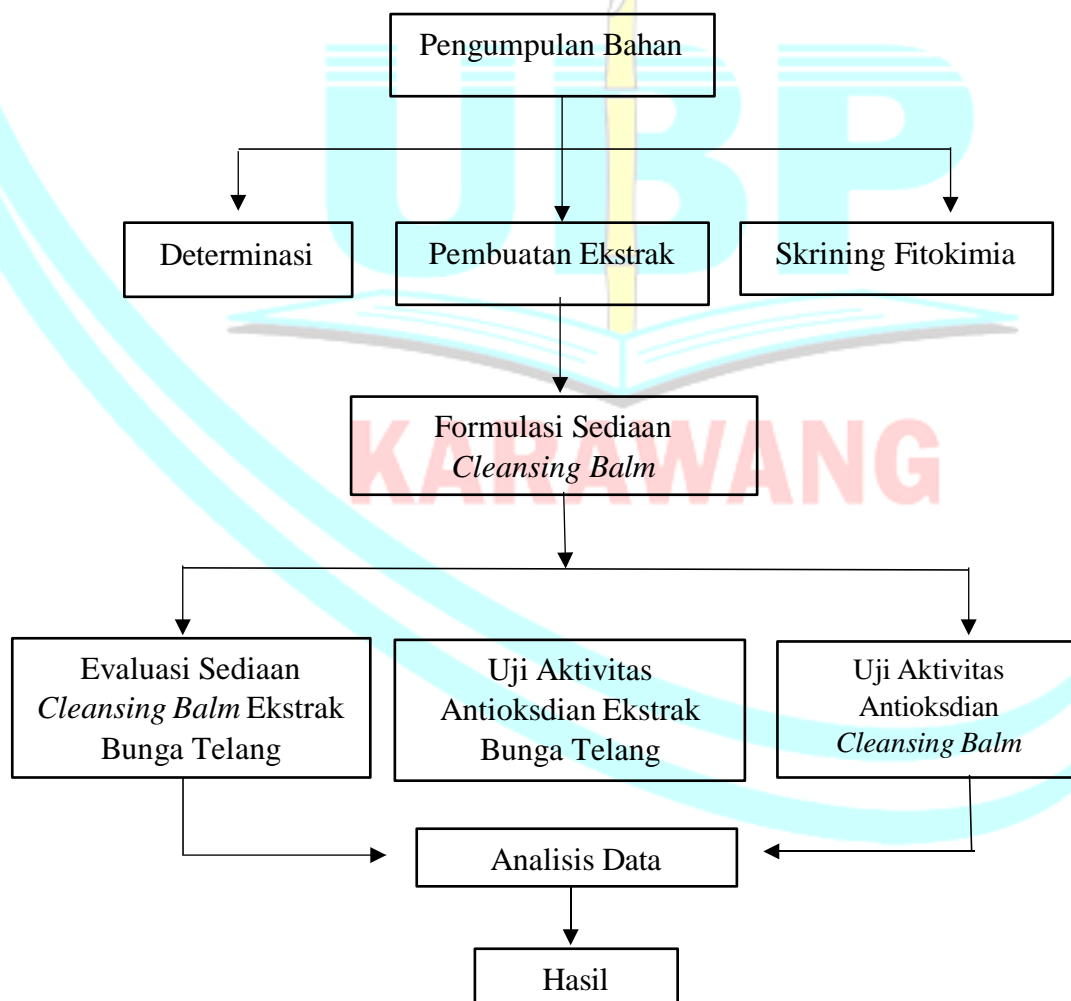 Pengumpulan Bahan
UBP
Determinasi
Pembuatan Ekstrak
Skrining Fitokimia
Formulasi Sediaan
Cleansing Balm
KARAWANG
Evaluasi Sediaan
Cleansing Balm Ekstrak
Bunga Telang
Uji Aktivitas
Antioksdian Ekstrak
Bunga Telang
Uji Aktivitas
Antioksdian
Cleansing Balm
Analisis Data
Hasil